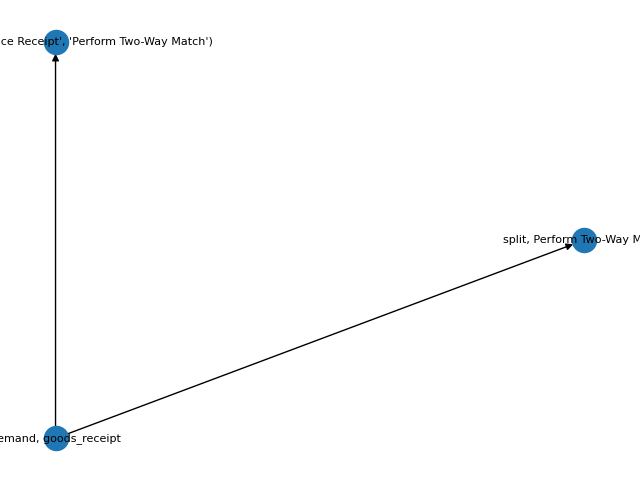 ce Receipt', 'Perform Two-Way Match')
split, Perform Two-Way M
emand, goods_receipt